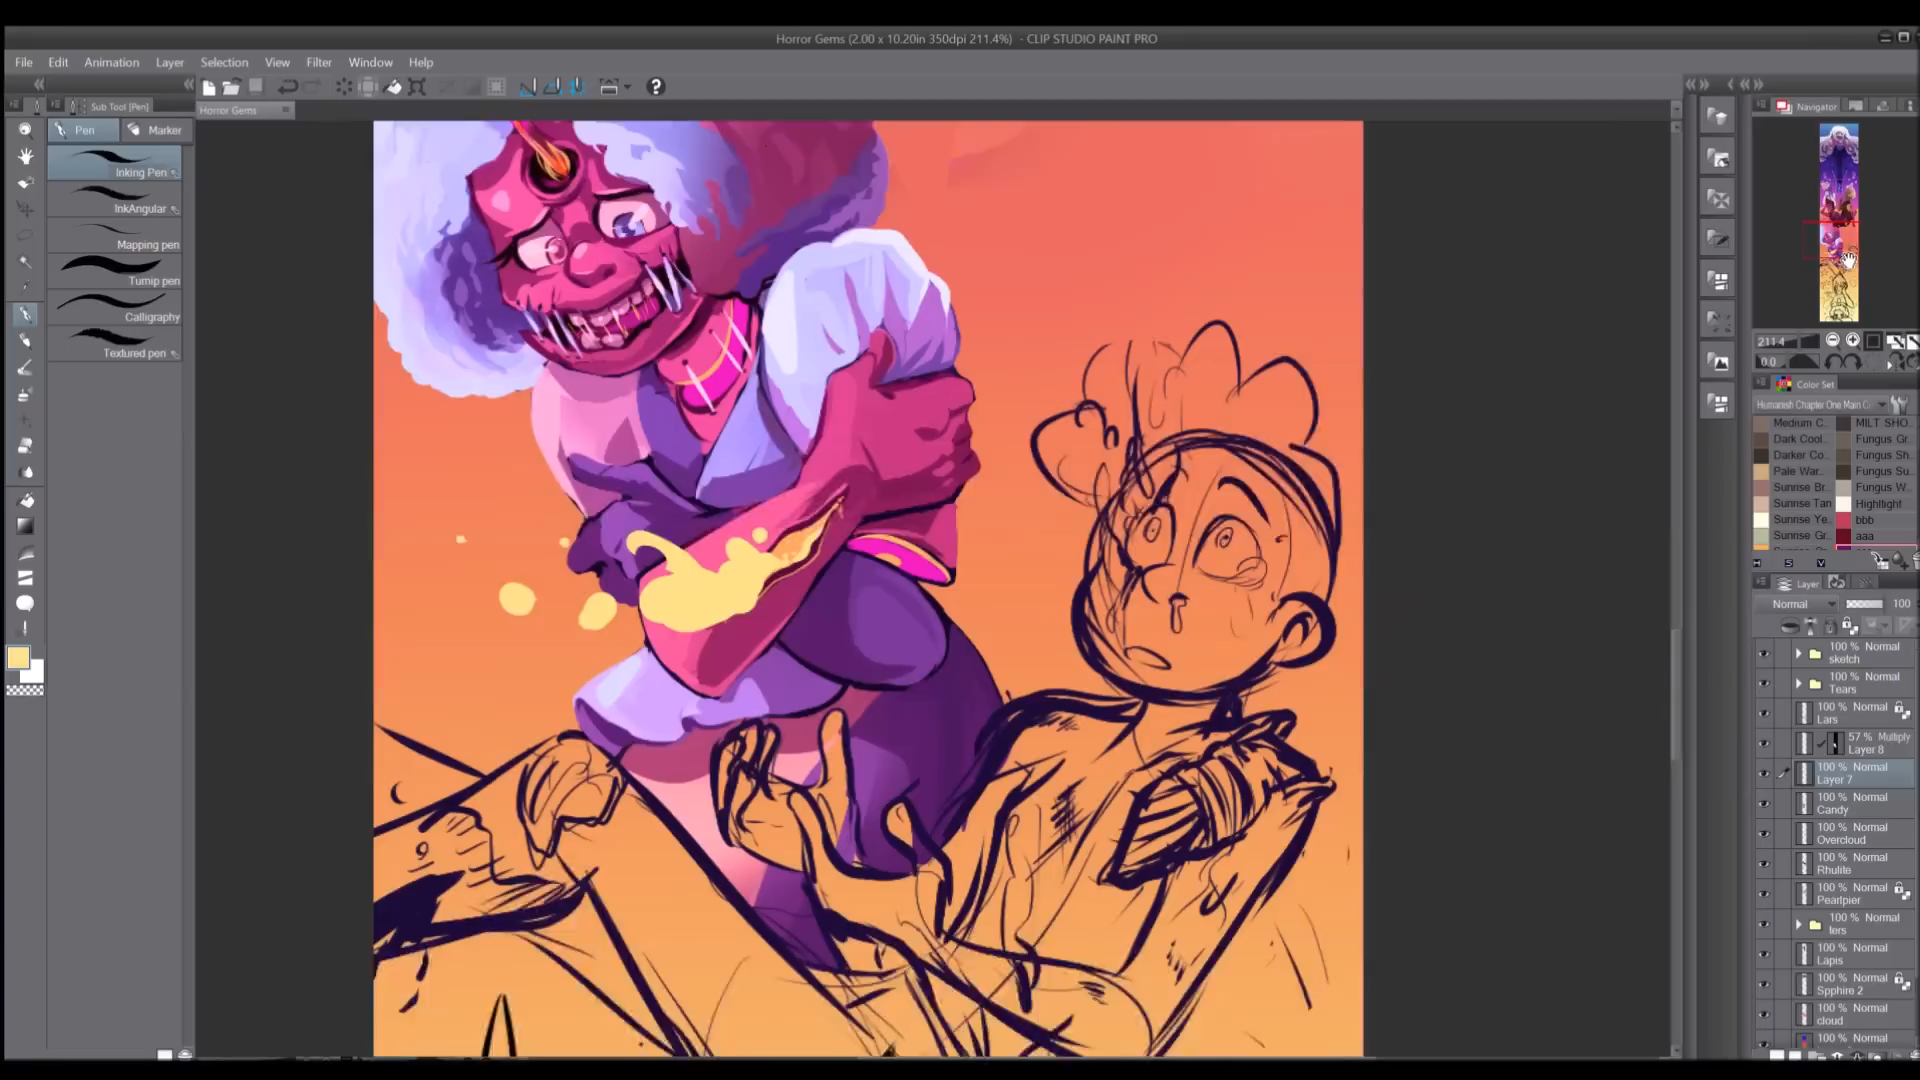 Horror Gems (2.00 x 10.20in 350dpi 211.4%) - CLIP STUDIO PAINT PRO
File Edit Animation Layer Selection View Filter Window Help
Sub Tool [Pen]
Horror Gems
Navigator
Pen Marker
Inking Pen
InkAngular
Mapping pen
Turnip pen
Calligraphy
Textured pen
211.4
0.0
Color Set
Humanish Chapter One Main C
Medium C.. MILT SHO..
Dark Cool.. Fungus Gr..
Darker Co.. Fungus Sh..
Pale War.. Fungus Su..
Sunrise Br.. Fungus W..
Sunrise Tan Highlight
Sunrise Ye.. bbb
Sunrise Gr.. aaa
H S V
Layer
Normal 100
100 % Normal
sketch
100 % Normal
Tears
100 % Normal
Lars
57 % Multiply
Layer 8
100 % Normal
Layer 7
100 % Normal
Candy
100 % Normal
Overcloud
100 % Normal
Rhulite
100 % Normal
Pearlpier
100 % Normal
ters
100 % Normal
Lapis
100 % Normal
Spphire 2
100 % Normal
cloud
100 % Normal